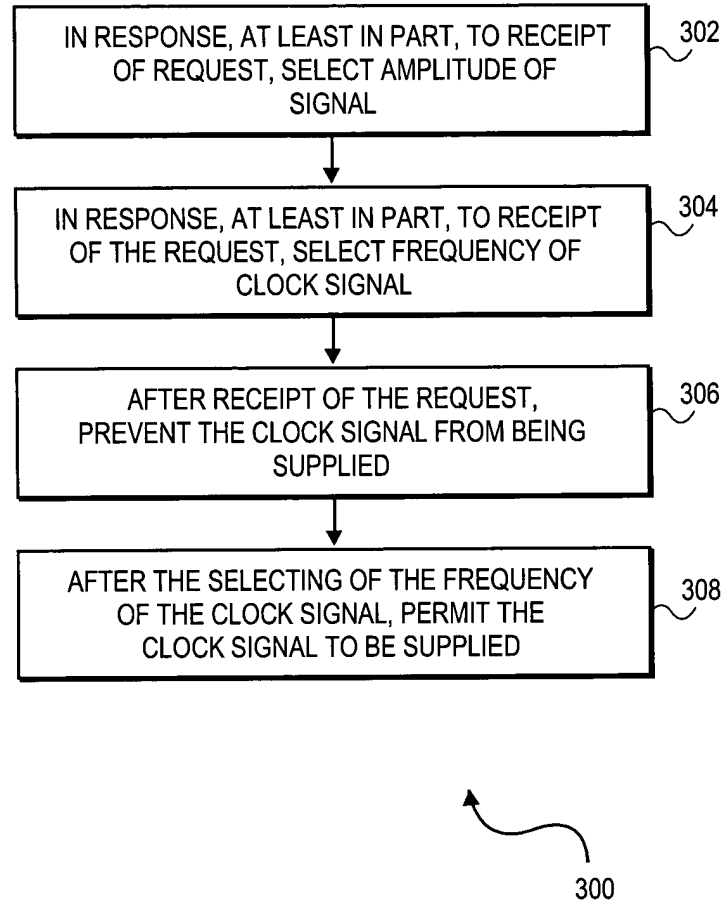 IN RESPONSE, AT LEAST IN PART, TO RECEIPT
OF REQUEST, SELECT AMPLITUDE OF
SIGNAL
302
IN RESPONSE, AT LEAST IN PART, TO RECEIPT
OF THE REQUEST, SELECT FREQUENCY OF
CLOCK SIGNAL
304
AFTER RECEIPT OF THE REQUEST,
PREVENT THE CLOCK SIGNAL FROM BEING
SUPPLIED
306
AFTER THE SELECTING OF THE FREQUENCY
OF THE CLOCK SIGNAL, PERMIT THE
CLOCK SIGNAL TO BE SUPPLIED
308
300